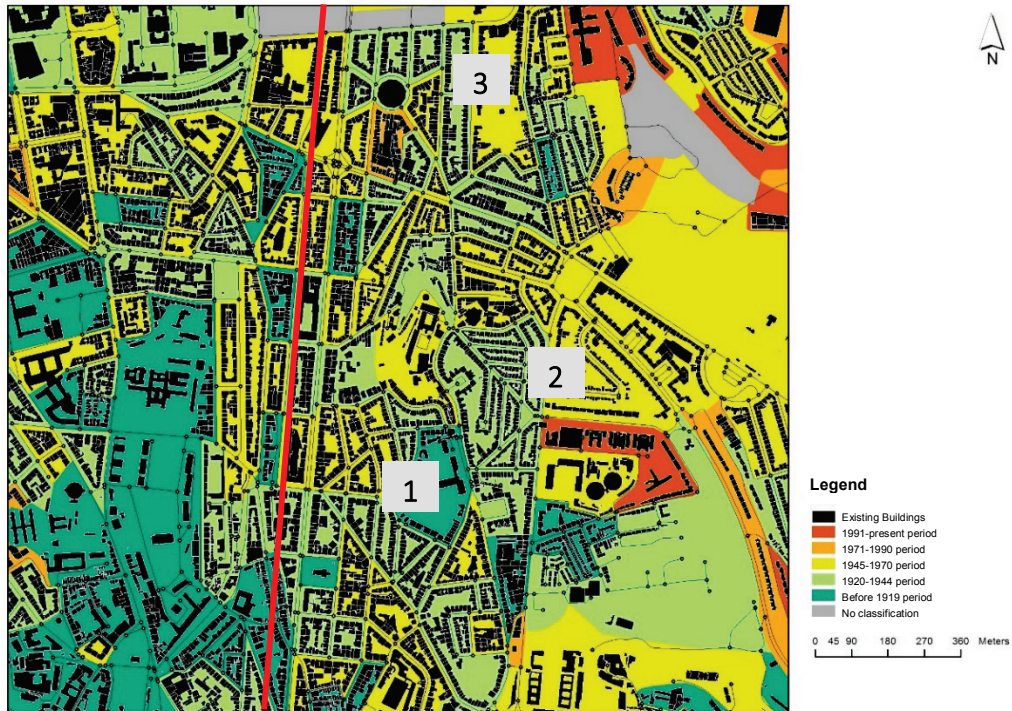 N
3
2
1
Legend
Existing Buildings
1991-present period
1971-1990 period
1945-1970 period
1920-1944 period
Before 1919 period
No classification
0 45 90 180 270 360 Meters